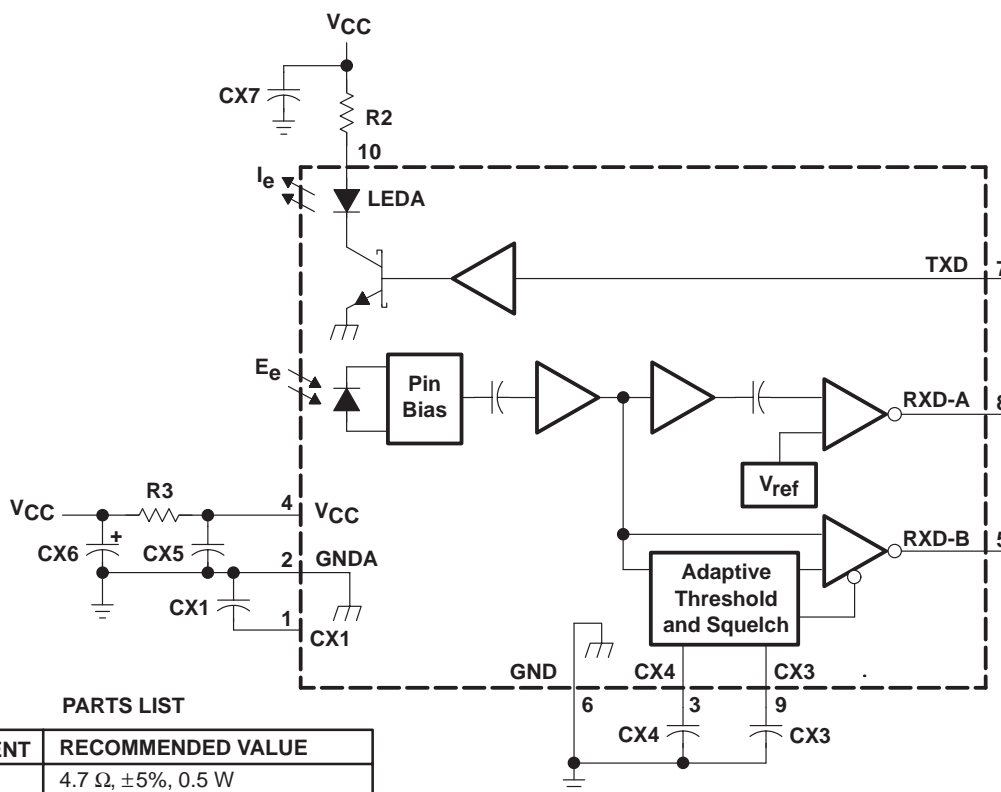 VCC
CX7
R2
10
Ie
LEDA
TXD
7
Ee
Pin
Bias
RXD-A
8
Vref
R3
VCC
4
VCC
CX6
+
CX5
2
GNDA
RXD-B
5
Adaptive
Threshold
and Squelch
CX1
1
CX1
GND
CX4
CX3
6
3
9
CX4
CX3
PARTS LIST
ENT
RECOMMENDED VALUE
4.7 Ω, ±5%, 0.5 W